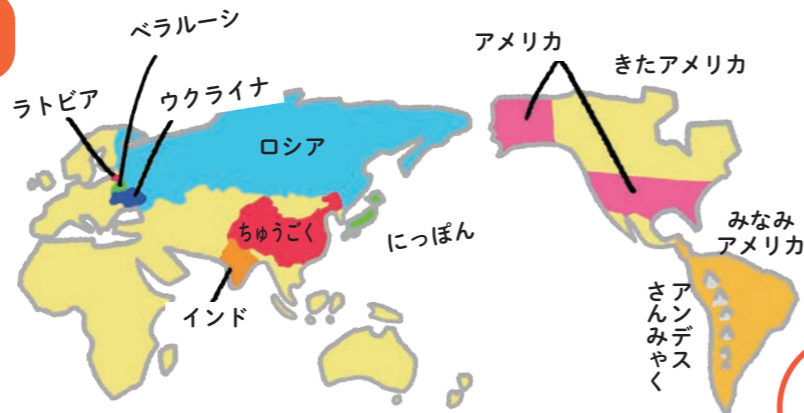 ベラルーシ
ラトビア
ウクライナ
ロシア
ちゅうごく
にっぽん
インド
アメリカ
きたアメリカ
みなみ
アメリカ
アンデス
さんみゃく